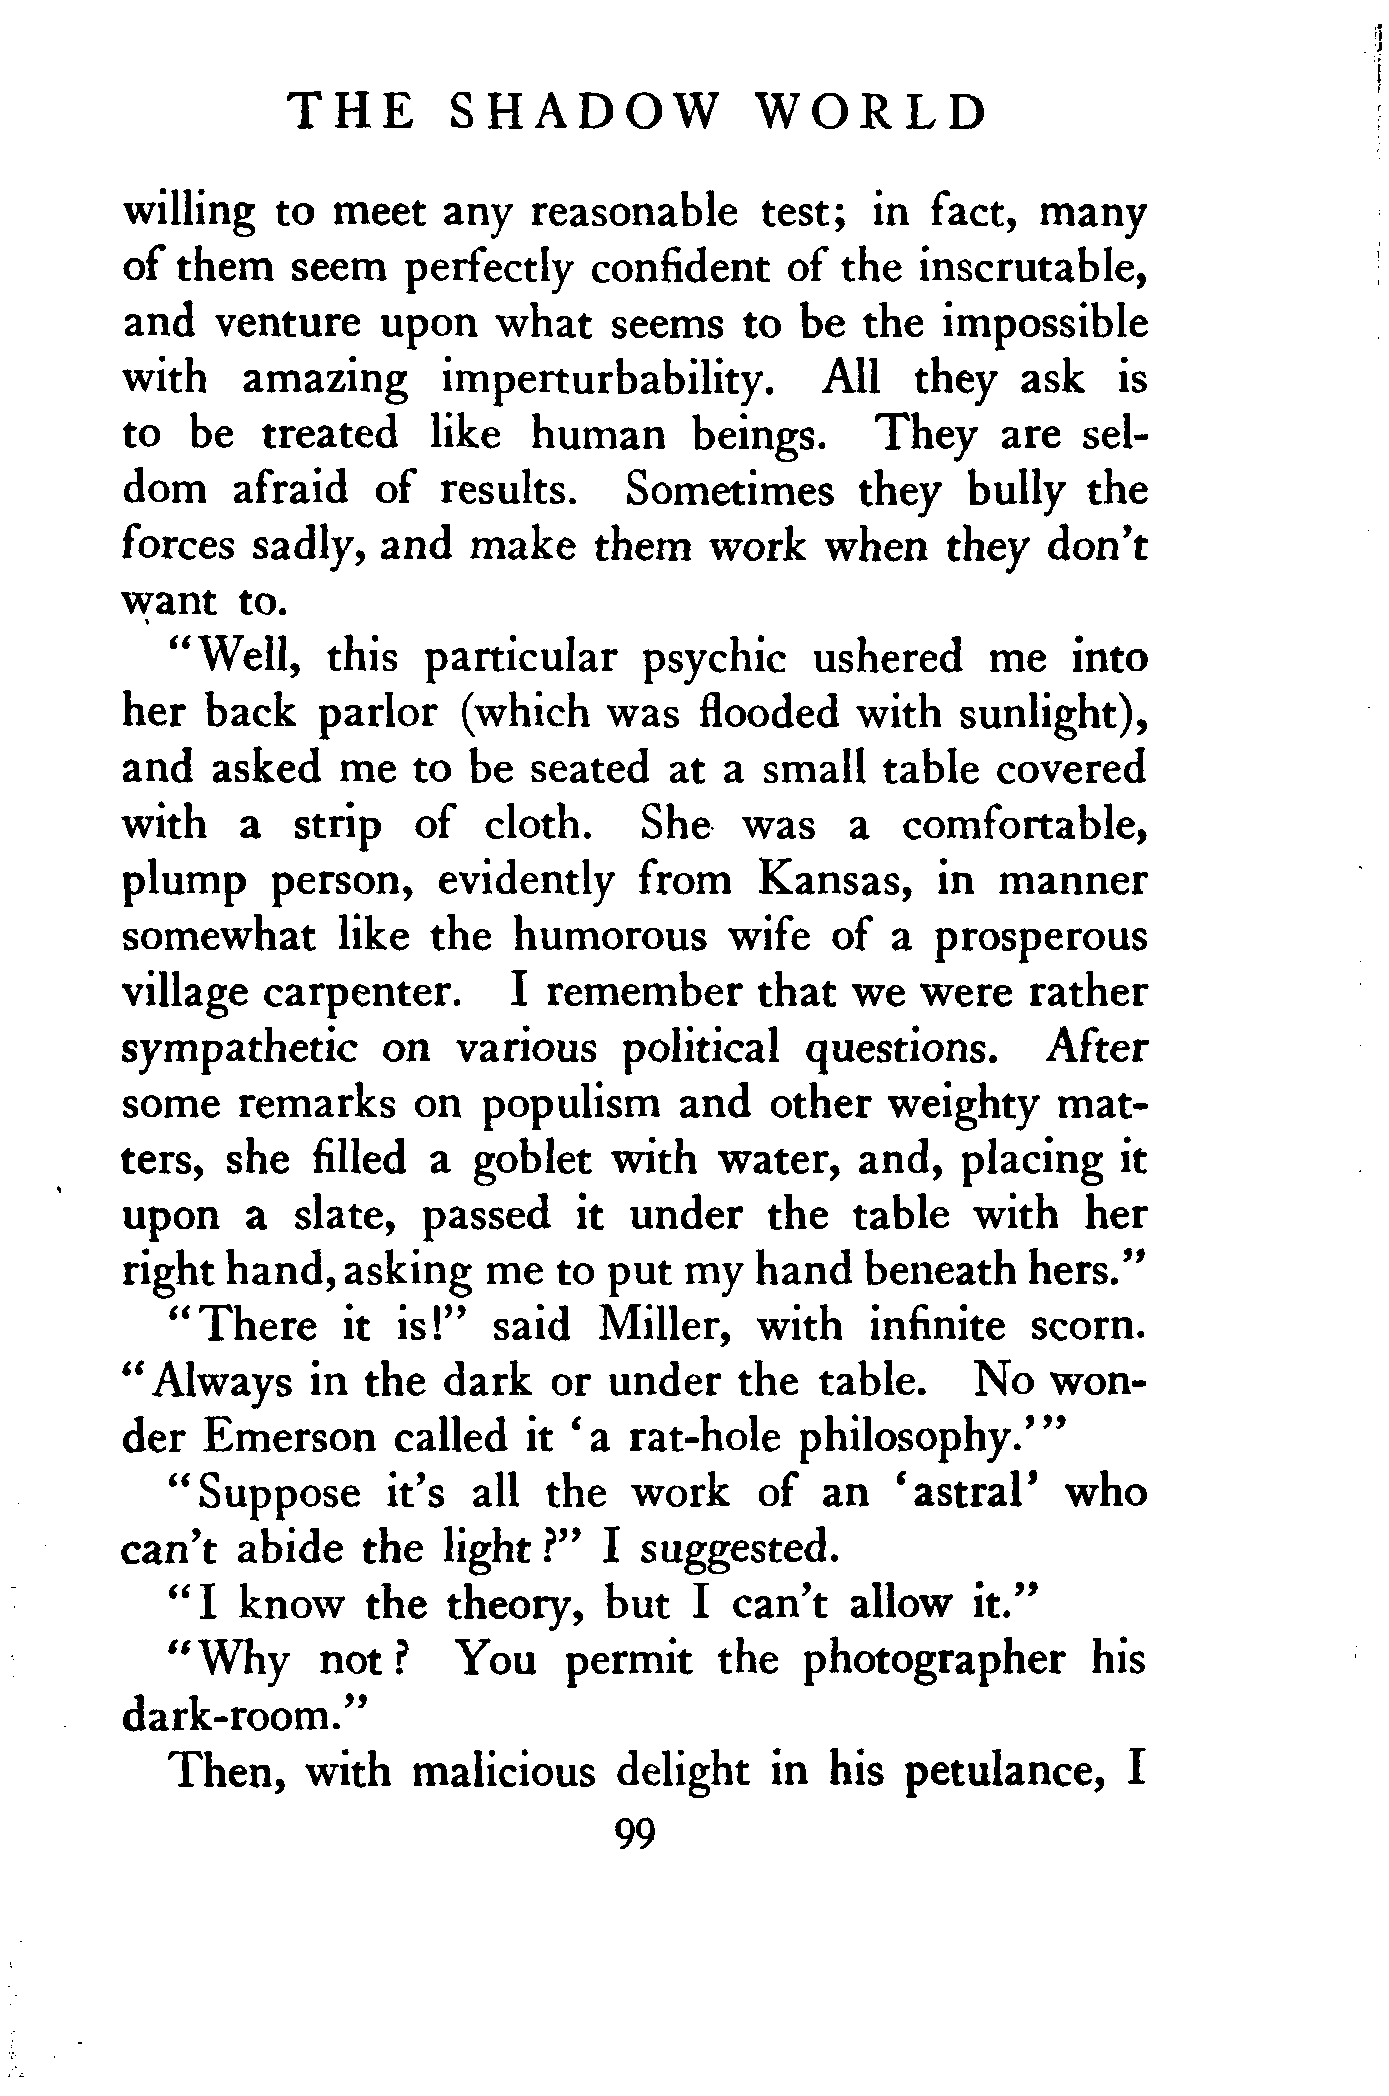 THE SHADOW WORLD
willing to meet any reasonable test; in fact, many
of them seem perfectly confident of the inscrutable,
and venture upon what seems to be the impossible
with amazing imperturbability. All they ask is
to be treated like human beings. They are sel-
dom afraid of results. Sometimes they bully the
forces sadly, and make them work when they don't
want to.
"Well, this particular psychic ushered me into
her back parlor (which was flooded with sunlight),
and asked me to be seated at a small table covered
with a strip of cloth. She was a comfortable,
plump person, evidently from Kansas, in manner
somewhat like the humorous wife of a prosperous
village carpenter. I remember that we were rather
sympathetic on various political questions. After
some remarks on populism and other weighty mat-
ters, she filled a goblet with water, and, placing it
upon a slate, passed it under the table with her
right hand, asking me to put my hand beneath hers."
"There it is!" said Miller, with infinite scorn.
"Always in the dark or under the table. No won-
der Emerson called it 'a rat-hole philosophy.'"
"Suppose it's all the work of an 'astral' who
can't abide the light?" I suggested.
"I know the theory, but I can't allow it."
"Why not? You permit the photographer his
dark-room."
Then, with malicious delight in his petulance, I
99